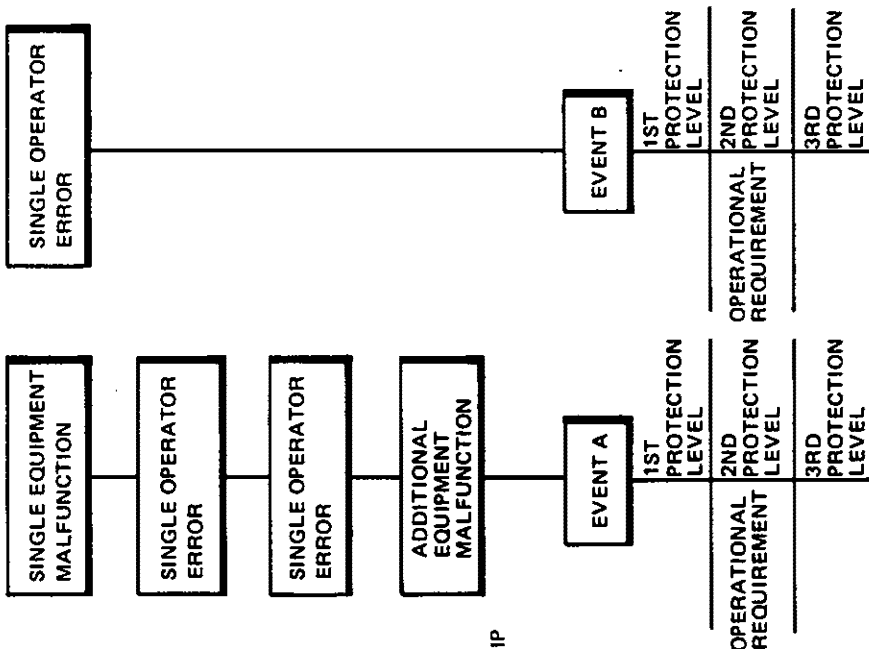 SINGLE EQUIPMENT
MALFUNCTION
SINGLE OPERATOR
ERROR
SINGLE OPERATOR
ERROR
ADDITIONAL
EQUIPMENT
MALFUNCTION
EVENT A
1ST
PROTECTION
LEVEL
OPERATIONAL
REQUIREMENT
2ND
PROTECTION
LEVEL
3RD
PROTECTION
LEVEL
SINGLE OPERATOR
ERROR
EVENT B
1ST
PROTECTION
LEVEL
OPERATIONAL
REQUIREMENT
2ND
PROTECTION
LEVEL
3RD
PROTECTION
LEVEL